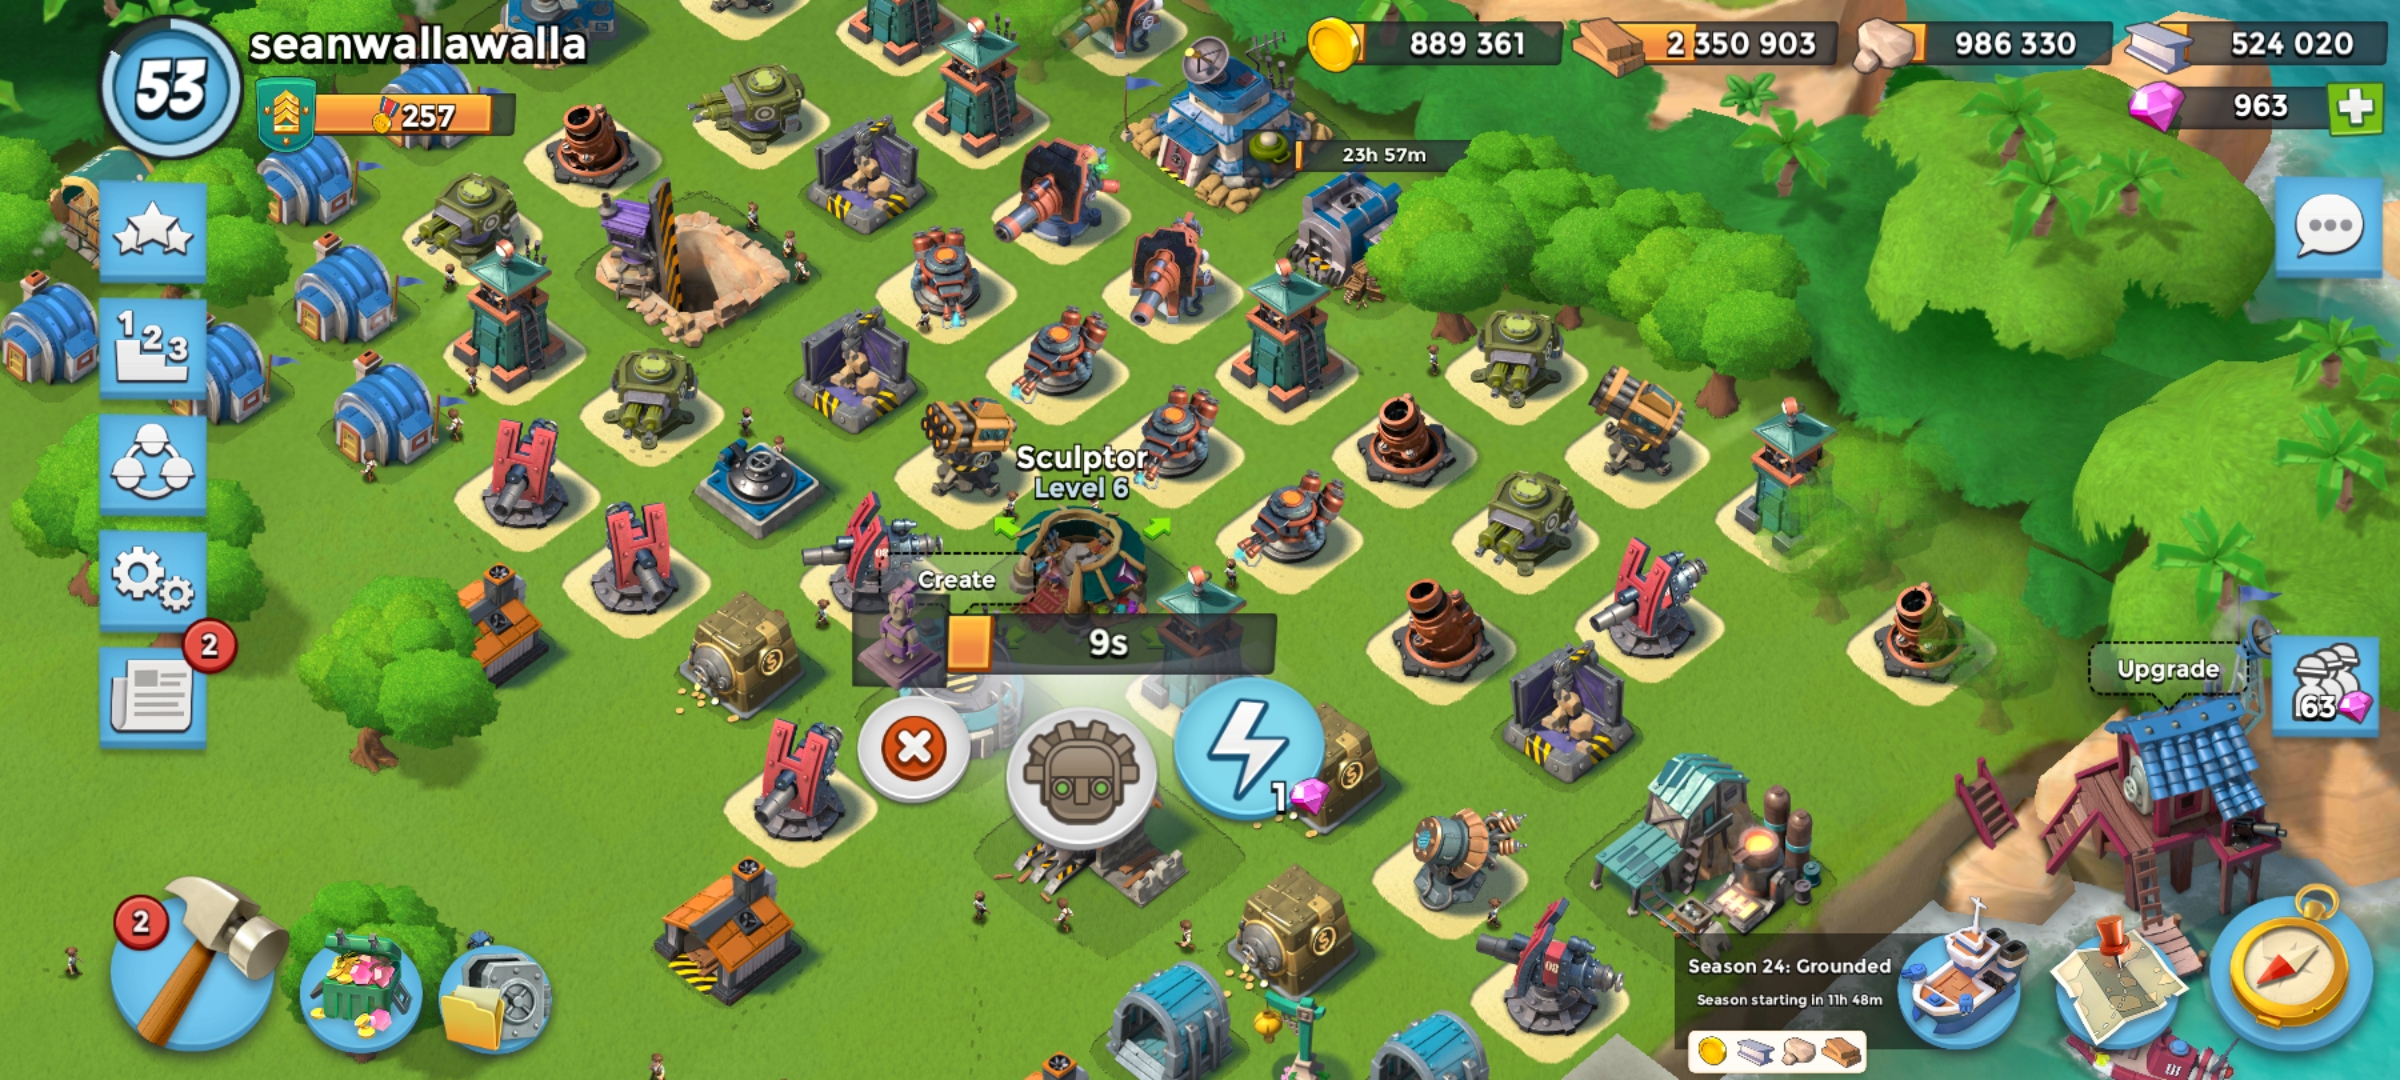 53
seanwallawalla
257
889 361
2 350 903
986 330
524 020
963
23h 57m
123
Sculptor
Level 6
Create
9s
1
2
2
Upgrade
63
Season 24: Grounded
Season starting in 11h 48m